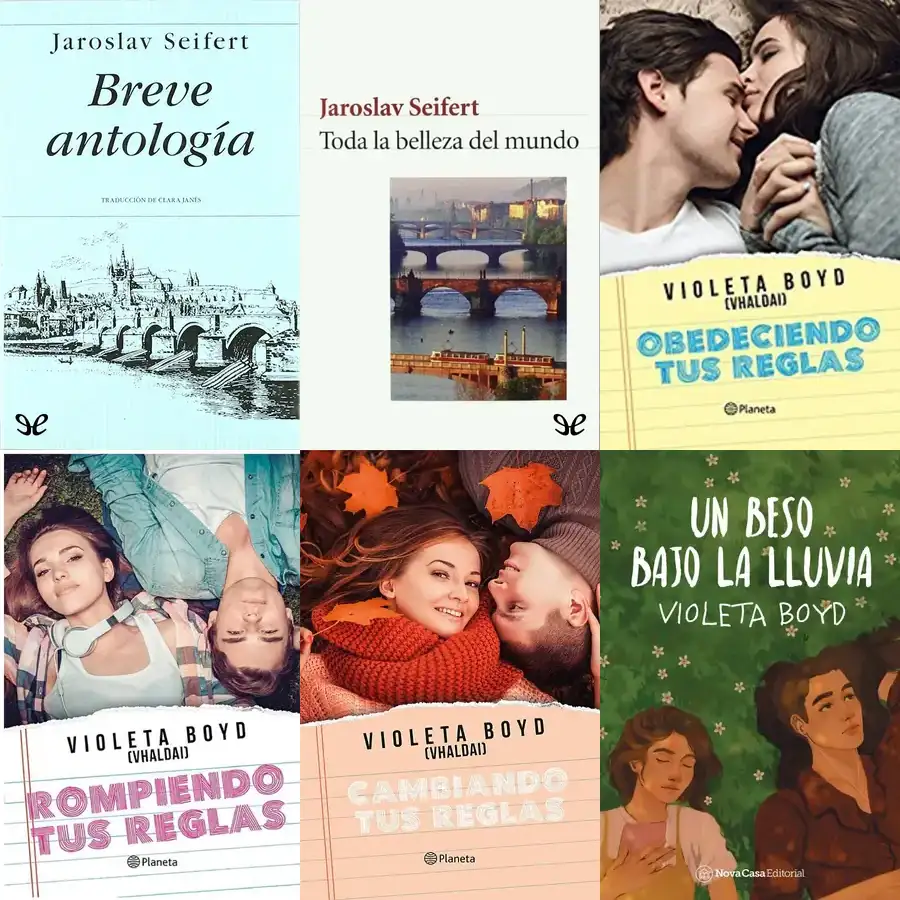 Jaroslav Seifert
Breve
antología
TRADUCCIÓN DE CLARA JANÉS
Jaroslav Seifert
Toda la belleza del mundo
VIOLETA BOYD
(VHALDAI)
OBEDECIENDO
TUS REGLAS
Planeta
VIOLETA BOYD
(VHALDAI)
ROMPIENDO
TUS REGLAS
Planeta
VIOLETA BOYD
(VHALDAI)
CAMBIANDO
TUS REGLAS
Planeta
UN BESO
BAJO LA LLUVIA
VIOLETA BOYD
Nova Casa Editorial